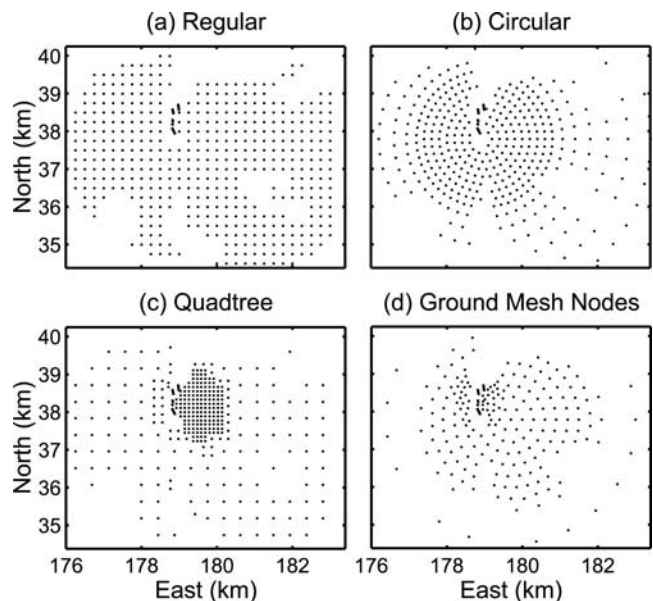 (a) Regular
(b) Circular
40
39
38
37
36
35
North (km)
(c) Quadtree
(d) Ground Mesh Nodes
40
39
38
37
36
35
North (km)
176 178 180 182
176 178 180 182
East (km)
East (km)